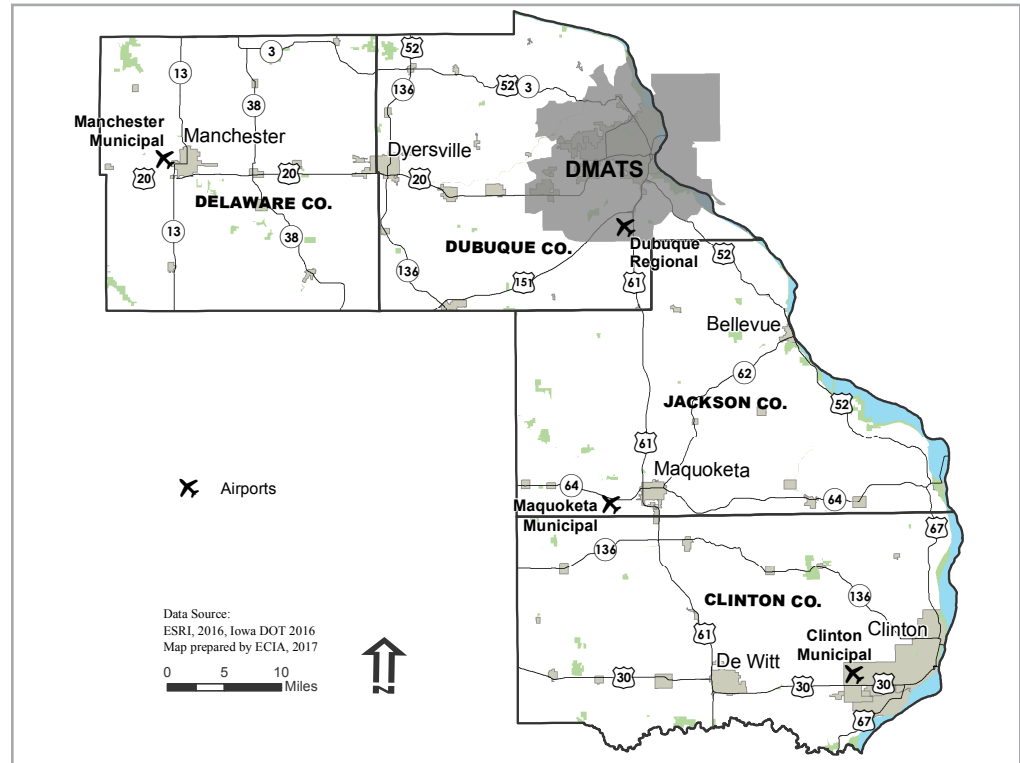 52
3
13
136
52
3
38
Manchester
Municipal
Manchester
Dyersville
DMATS
20
20
20
DELAWARE CO.
13
38
DUBUQUE CO.
136
151
Dubuque
Regional
61
52
Bellevue
62
JACKSON CO.
52
61
Maquoketa
64
64
Maquoketa
Municipal
Airports
67
136
CLINTON CO.
136
61
Clinton
Municipal
Clinton
De Witt
30
30
30
67
Data Source:
ESRI, 2016, Iowa DOT 2016
Map prepared by ECIA, 2017
0 5 10
Miles
N